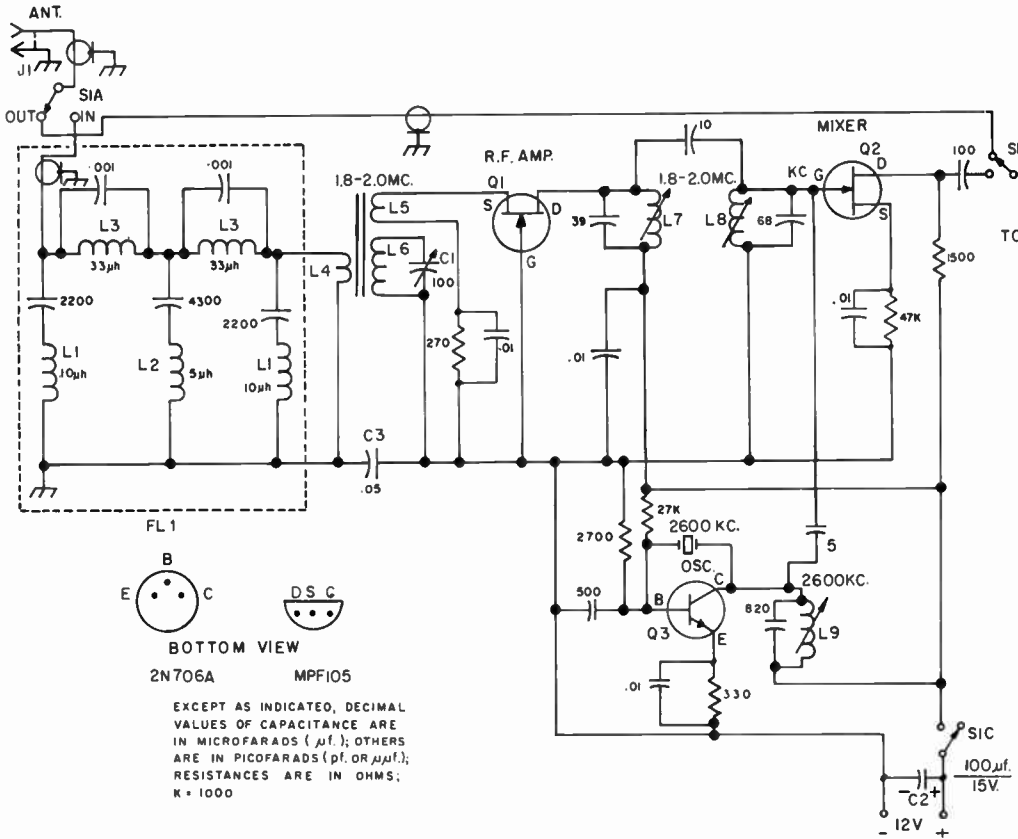 ANT.
J1
S1A
OUT
IN
.001
.001
L3
33µh
L3
33µh
2200
4300
2200
L1
10µh
L2
5µh
L1
10µh
FL1
1.8-2.0MC.
L4
L5
L6
C1
100
270
.01
C3
.05
R.F. AMP.
Q1
S
D
G
10
1.8-2.0MC.
39
L7
L8
68
KC
.01
MIXER
Q2
G
D
S
100
TO
1500
.01
47K
27K
2700
2600 KC.
OSC.
500
B
C
E
Q3
5
2600KC.
820
L9
.01
330
S1C
100µf.
15V.
- C2 +
- 12V +
B
E
C
D S G
BOTTOM VIEW
2N706A
MPF105
EXCEPT AS INDICATED, DECIMAL
VALUES OF CAPACITANCE ARE
IN MICROFARADS (µf.); OTHERS
ARE IN PICOFARADS (pf. OR µµf.);
RESISTANCES ARE IN OHMS;
K = 1000